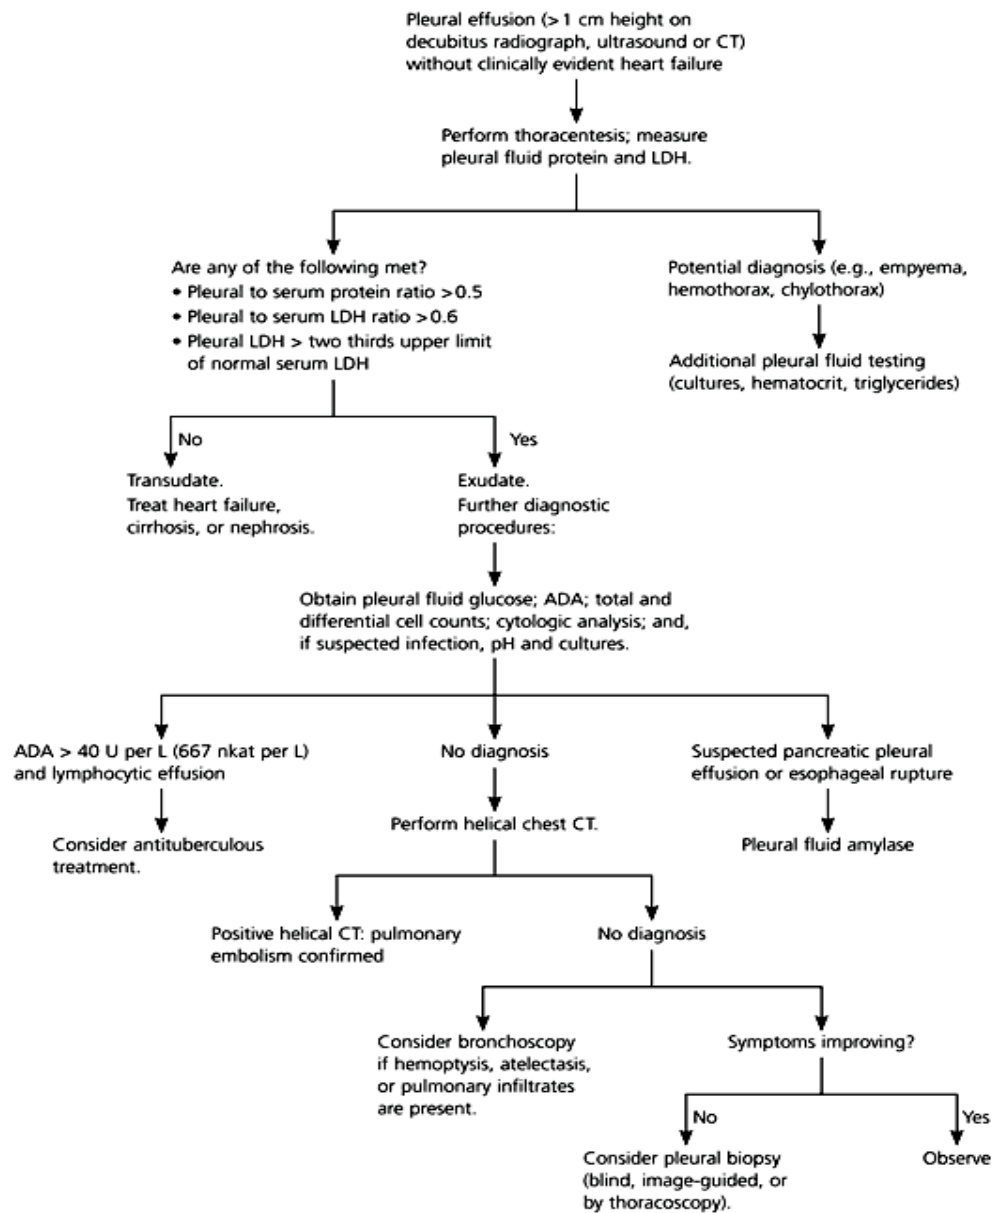 Pleural effusion (>1 cm height on
decubitus radiograph, ultrasound or CT)
without clinically evident heart failure
Perform thoracentesis; measure
pleural fluid protein and LDH.
Are any of the following met?
• Pleural to serum protein ratio >0.5
• Pleural to serum LDH ratio >0.6
• Pleural LDH > two thirds upper limit
of normal serum LDH
Potential diagnosis (e.g., empyema,
hemothorax, chylothorax)
Additional pleural fluid testing
(cultures, hematocrit, triglycerides)
No
Yes
Transudate.
Treat heart failure,
cirrhosis, or nephrosis.
Exudate.
Further diagnostic
procedures:
Obtain pleural fluid glucose; ADA; total and
differential cell counts; cytologic analysis; and,
if suspected infection, pH and cultures.
ADA > 40 U per L (667 nkat per L)
and lymphocytic effusion
No diagnosis
Suspected pancreatic pleural
effusion or esophageal rupture
Consider antituberculous
treatment.
Perform helical chest CT.
Pleural fluid amylase
Positive helical CT: pulmonary
embolism confirmed
No diagnosis
Consider bronchoscopy
if hemoptysis, atelectasis,
or pulmonary infiltrates
are present.
Symptoms improving?
No
Yes
Consider pleural biopsy
(blind, image-guided, or
by thoracoscopy).
Observe